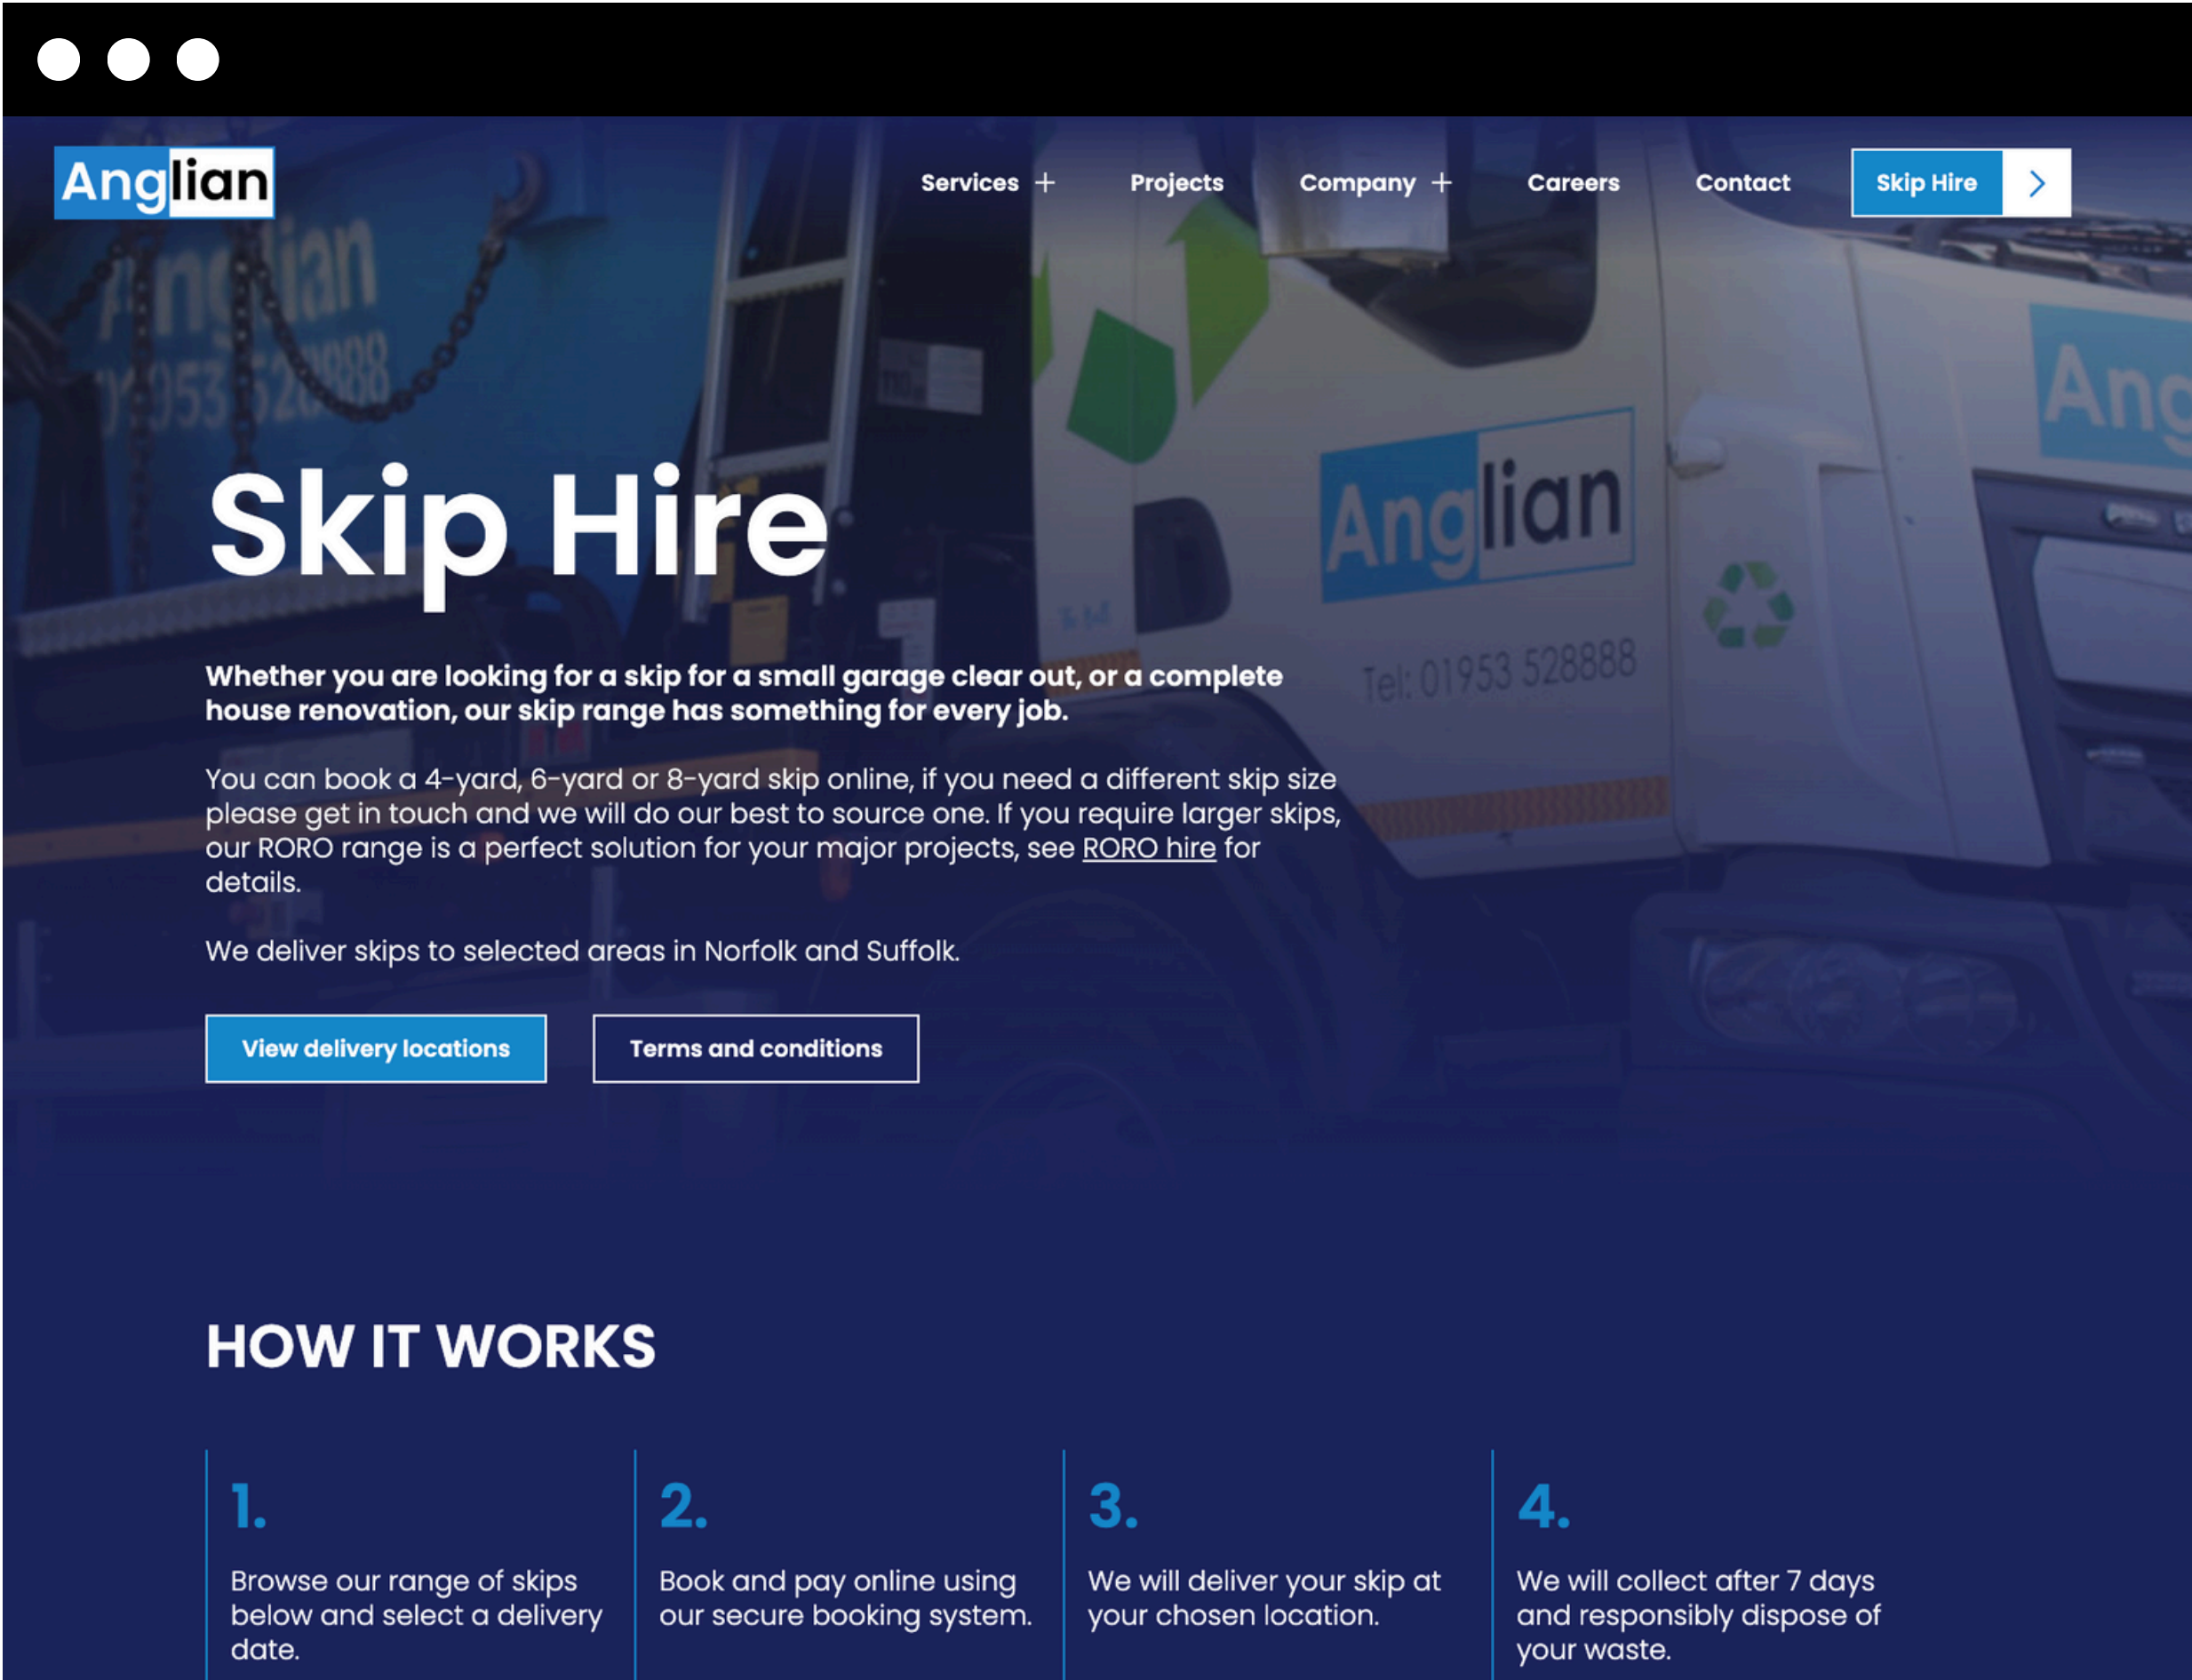 Anglian
Services +
Projects
Company +
Careers
Contact
Skip Hire
Anglian
01953 528888
Ang
Anglian
Tel: 01953 528888
Skip Hire
Whether you are looking for a skip for a small garage clear out, or a complete
house renovation, our skip range has something for every job.
You can book a 4-yard, 6-yard or 8-yard skip online, if you need a different skip size
please get in touch and we will do our best to source one. If you require larger skips,
our RORO range is a perfect solution for your major projects, see RORO hire for
details.
We deliver skips to selected areas in Norfolk and Suffolk.
View delivery locations
Terms and conditions
HOW IT WORKS
1.
Browse our range of skips
below and select a delivery
date.
2.
Book and pay online using
our secure booking system.
3.
We will deliver your skip at
your chosen location.
4.
We will collect after 7 days
and responsibly dispose of
your waste.